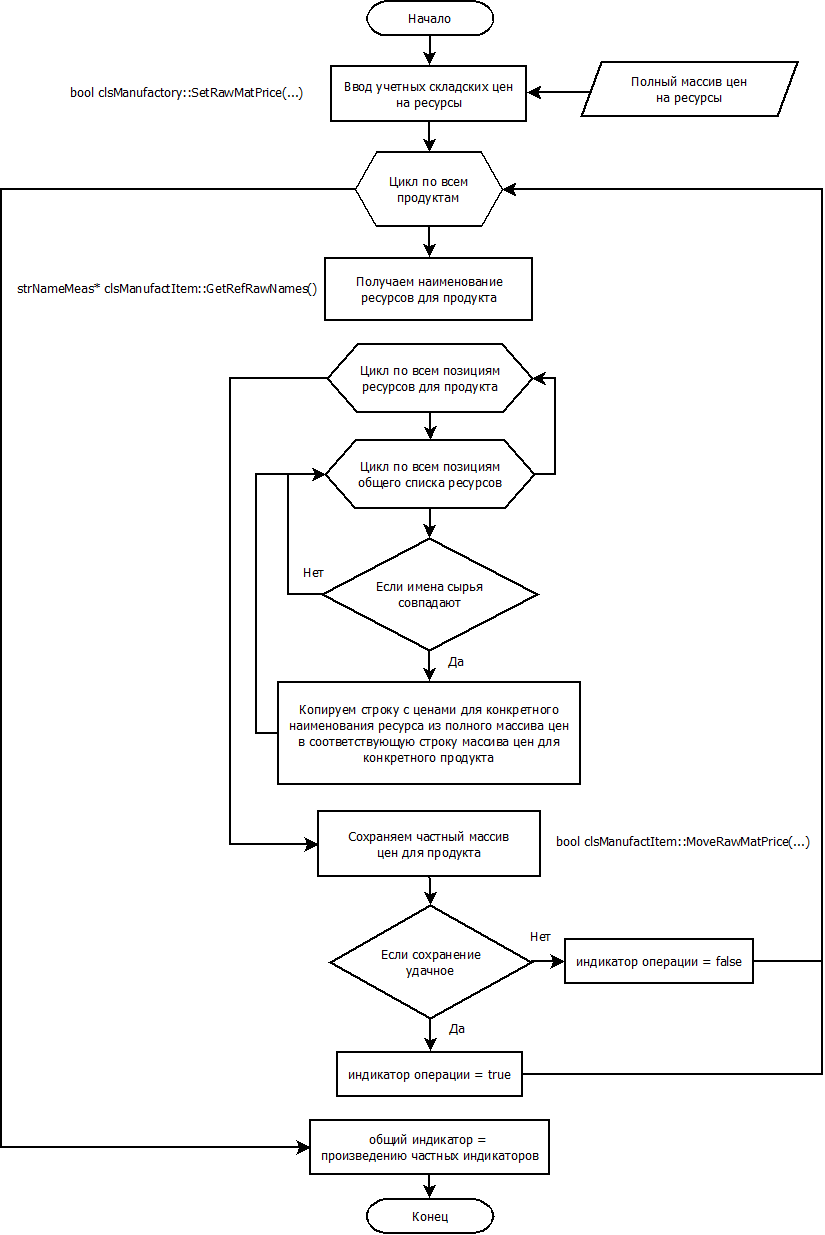 Начало
bool clsManufactory::SetRawMatPrice(...)
Ввод учетных складских цен
на ресурсы
Полный массив цен
на ресурсы
Цикл по всем
продуктам
strNameMeas* clsManufactItem::GetRefRawNames()
Получаем наименование
ресурсов для продукта
Цикл по всем позициям
ресурсов для продукта
Цикл по всем позициям
общего списка ресурсов
Нет
Если имена сырья
совпадают
Да
Копируем строку с ценами для конкретного
наименования ресурса из полного массива цен
в соответствующую строку массива цен для
конкретного продукта
Сохраняем частный массив
цен для продукта
bool clsManufactItem::MoveRawMatPrice(...)
Если сохранение
удачное
Нет
индикатор операции = false
Да
индикатор операции = true
общий индикатор =
произведению частных индикаторов
Конец